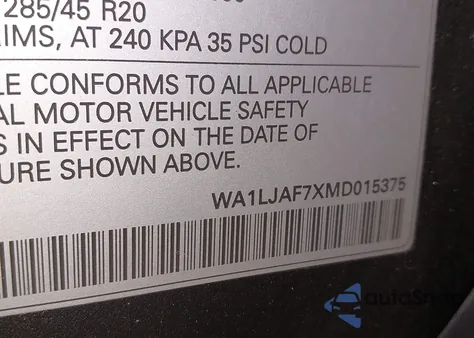 285/45 R20
IMS, AT 240 KPA 35 PSI COLD
LE CONFORMS TO ALL APPLICABLE
AL MOTOR VEHICLE SAFETY
S IN EFFECT ON THE DATE OF
URE SHOWN ABOVE.
WA1LJAF7XMD015375